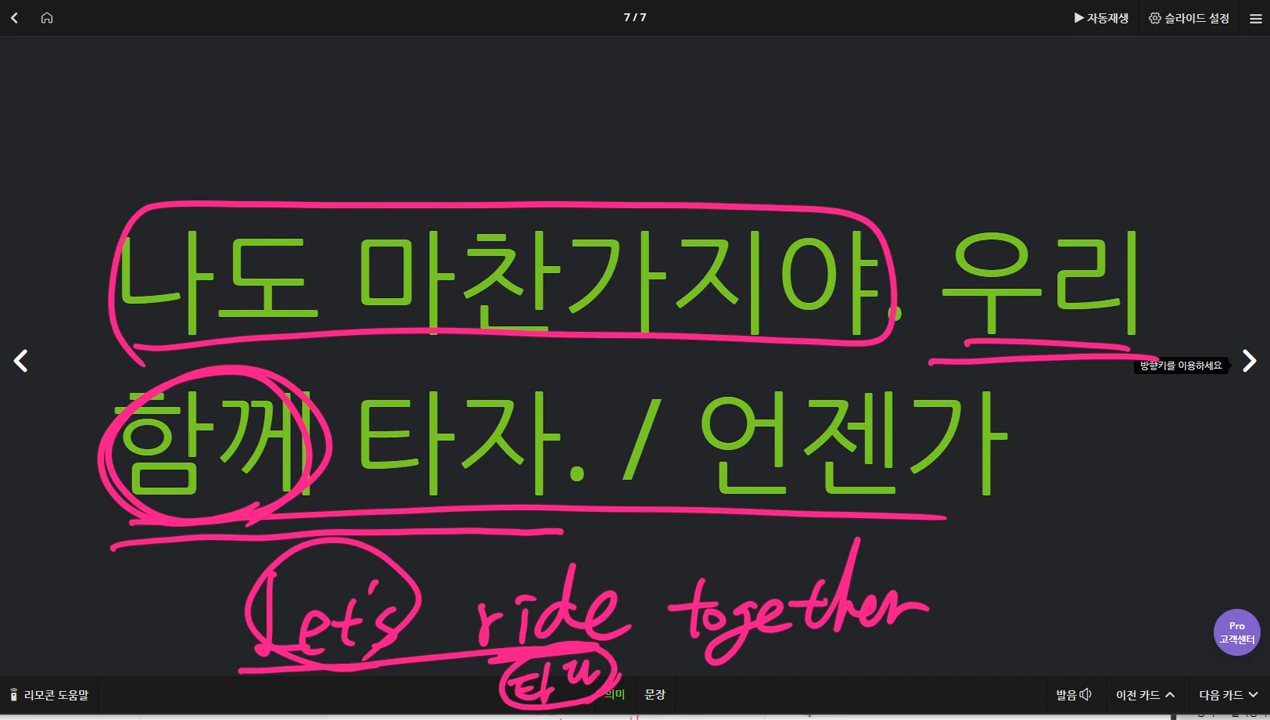 7 / 7
자동재생
슬라이드 설정
나도 마찬가지야. 우리
방향키를 이용하세요
함께 타자. / 언젠가
Let's ride together
Pro
고객센터
리모콘 도움말
의미
문장
발음
이전 카드
다음 카드